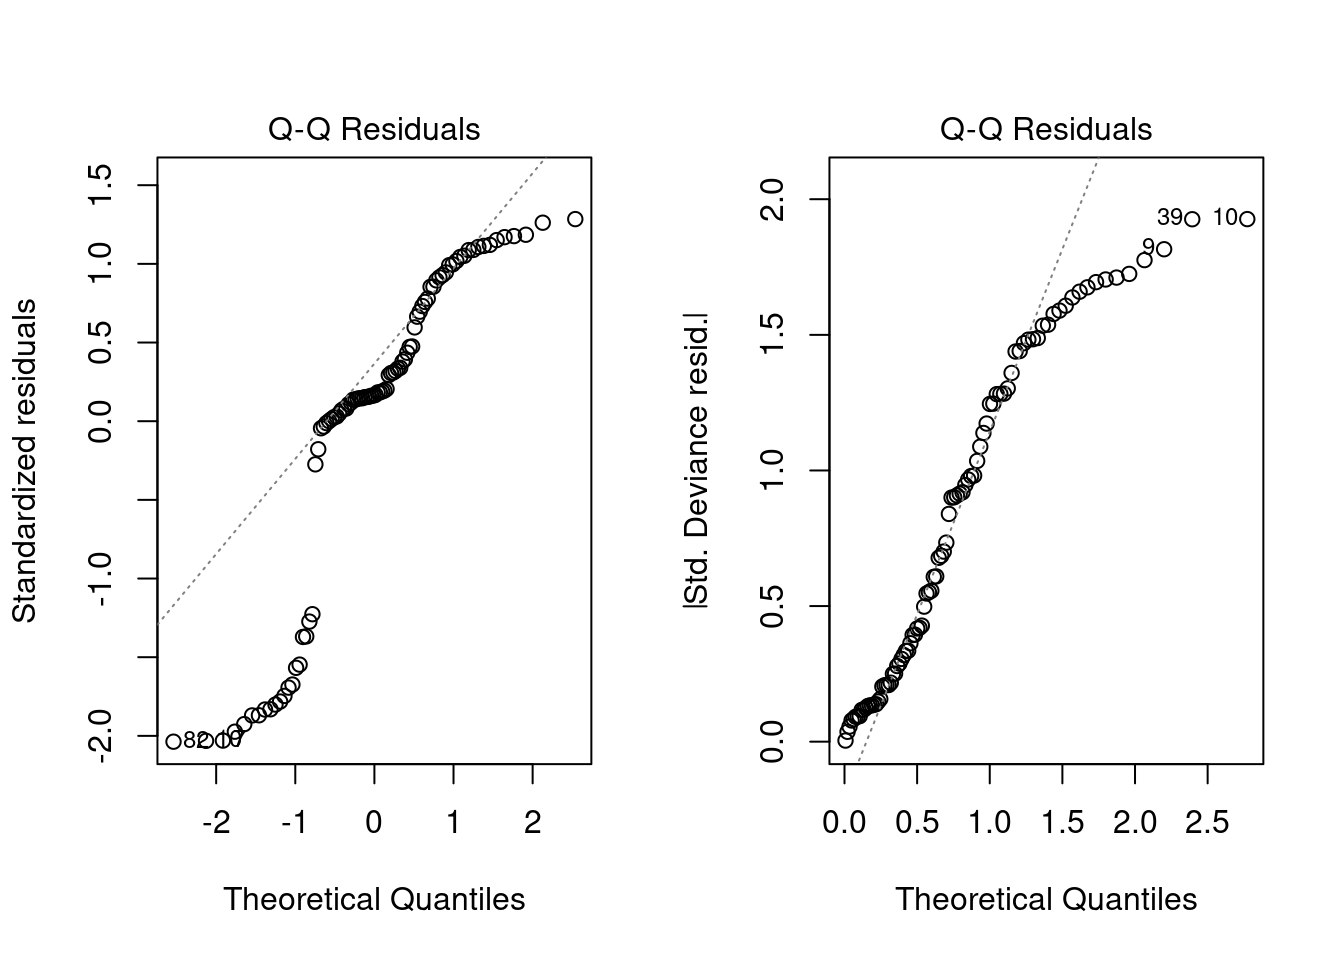 Q-Q Residuals
Standardized residuals
1.5
1.0
0.5
0.0
-1.0
-2.0
82
-2 -1 0 1 2
Theoretical Quantiles
Q-Q Residuals
|Std. Deviance resid.|
2.0
1.5
1.0
0.5
0.0
39 10
9
0.0 0.5 1.0 1.5 2.0 2.5
Theoretical Quantiles